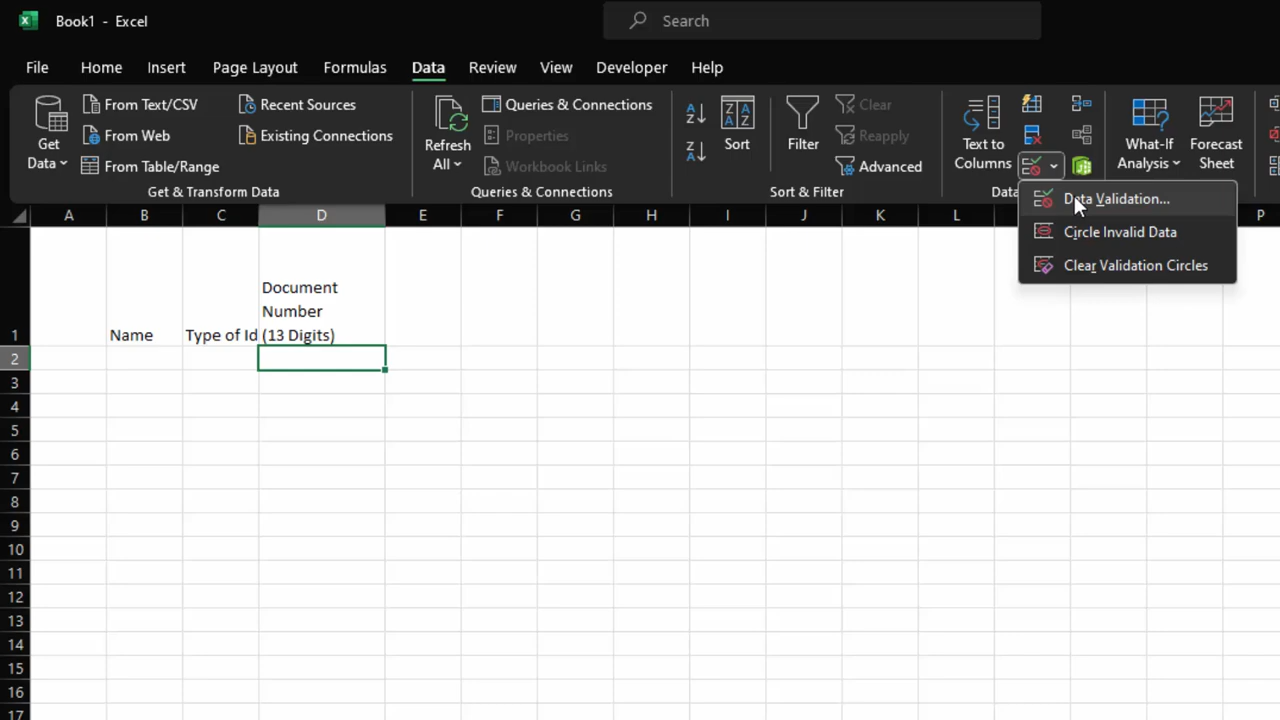 Book1 - Excel
Search
File Home Insert Page Layout Formulas Data Review View Developer Help
Get Data
From Text/CSV
From Web
From Table/Range
Recent Sources
Existing Connections
Get & Transform Data
Refresh All
Queries & Connections
Properties
Workbook Links
Queries & Connections
Sort
Filter
Clear
Reapply
Advanced
Sort & Filter
Text to Columns
Data
What-If Analysis
Forecast Sheet
Data Validation...
Circle Invalid Data
Clear Validation Circles
A B C D E F G H I J K L P
Document
Number
1 Name Type of Id (13 Digits)
2
3
4
5
6
7
8
9
10
11
12
13
14
15
16
17